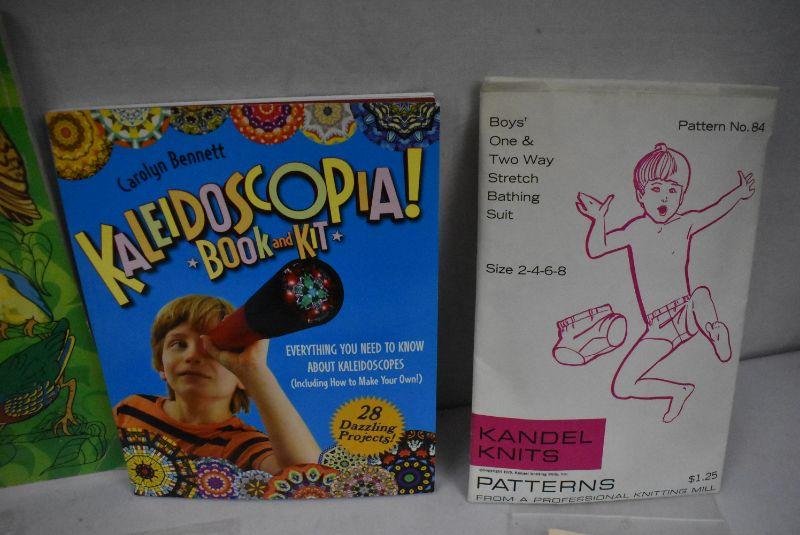 Carolyn Bennett
KALEIDOSCOPIA!
BOOK and KIT
EVERYTHING YOU NEED TO KNOW
ABOUT KALEIDOSCOPES
(Including How to Make Your Own!)
28
Dazzling
Projects!
Boys'
One &
Two Way
Stretch
Bathing
Suit
Pattern No. 84
Size 2-4-6-8
KANDEL
KNITS
PATTERNS
$1.25
FROM A PROFESSIONAL KNITTING MILL